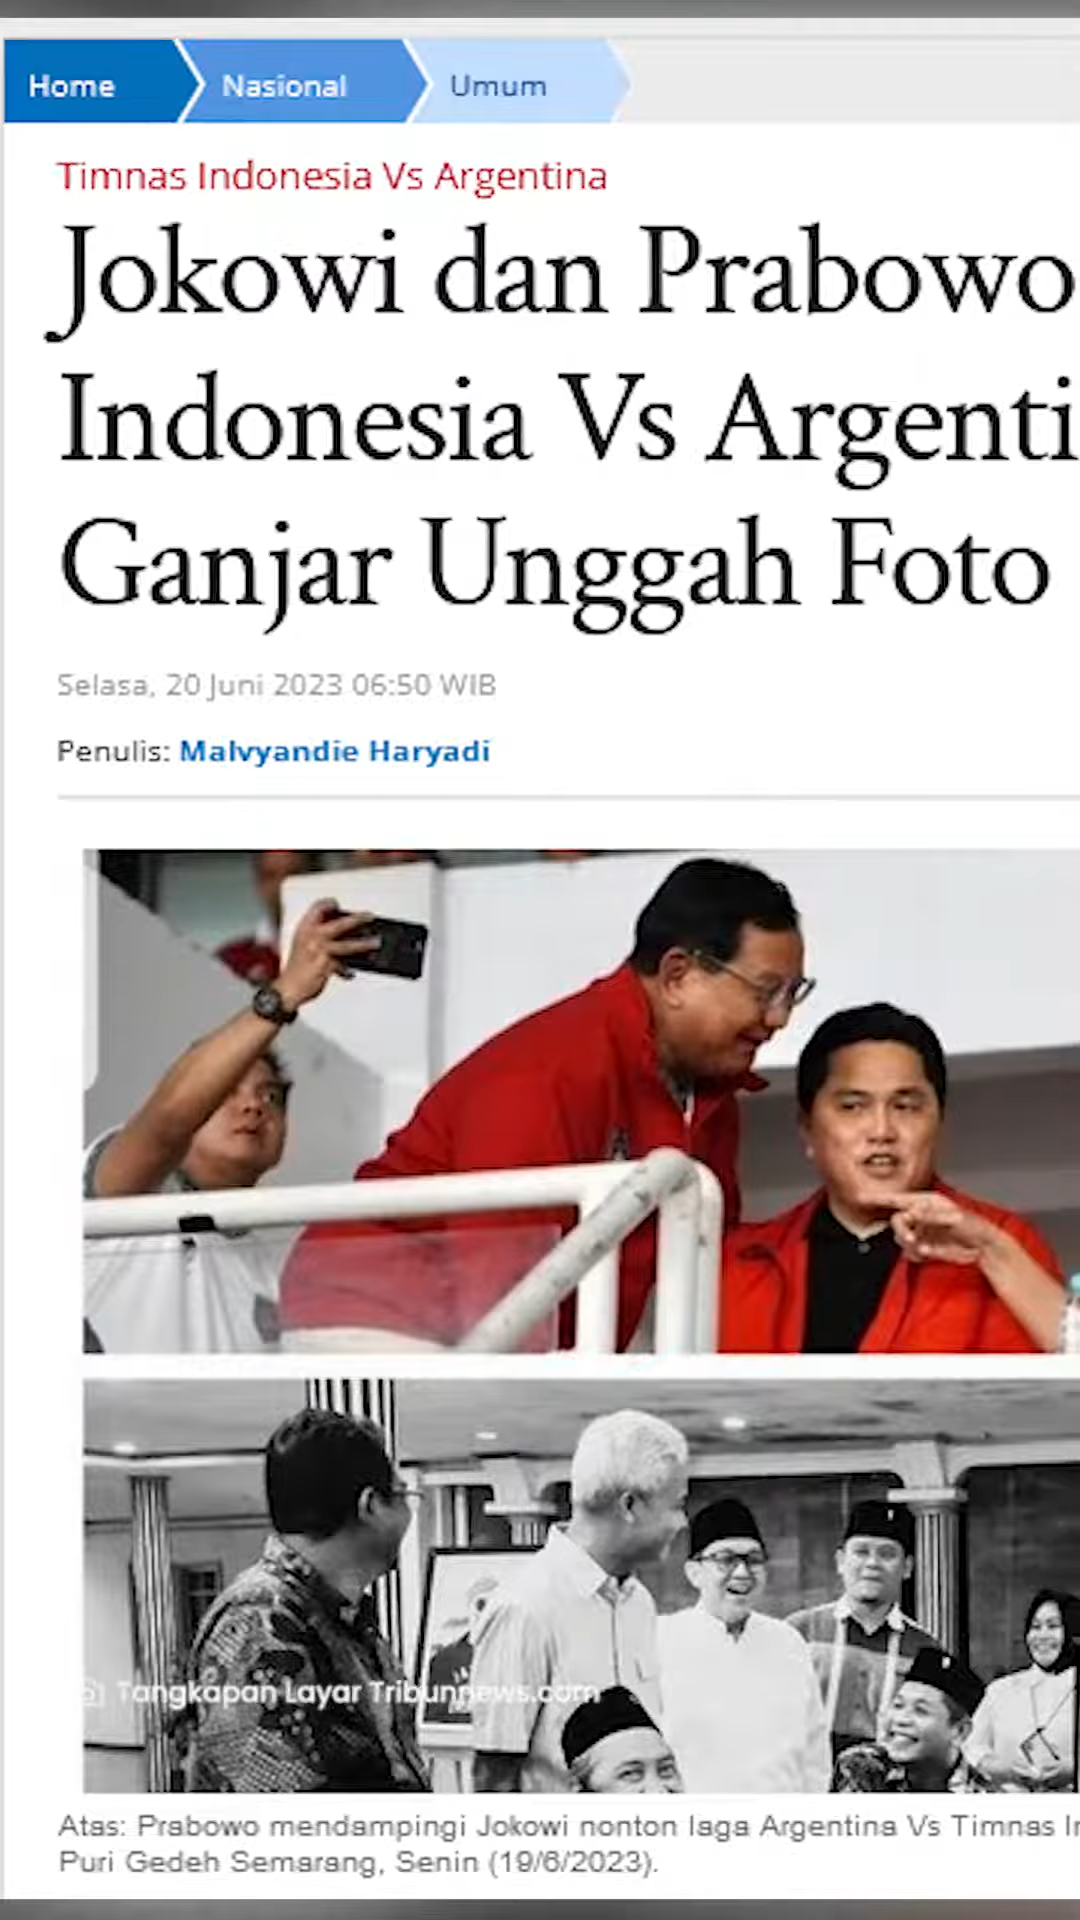 Home Nasional Umum
Timnas Indonesia Vs Argentina
Jokowi dan Prabowo
Indonesia Vs Argenti
Ganjar Unggah Foto
Selasa, 20 Juni 2023 06:50 WIB
Penulis: Malvyandie Haryadi
Tangkapan Layar Tribunnews.com
Atas: Prabowo mendampingi Jokowi nonton laga Argentina Vs Timnas In
Puri Gedeh Semarang, Senin (19/6/2023).